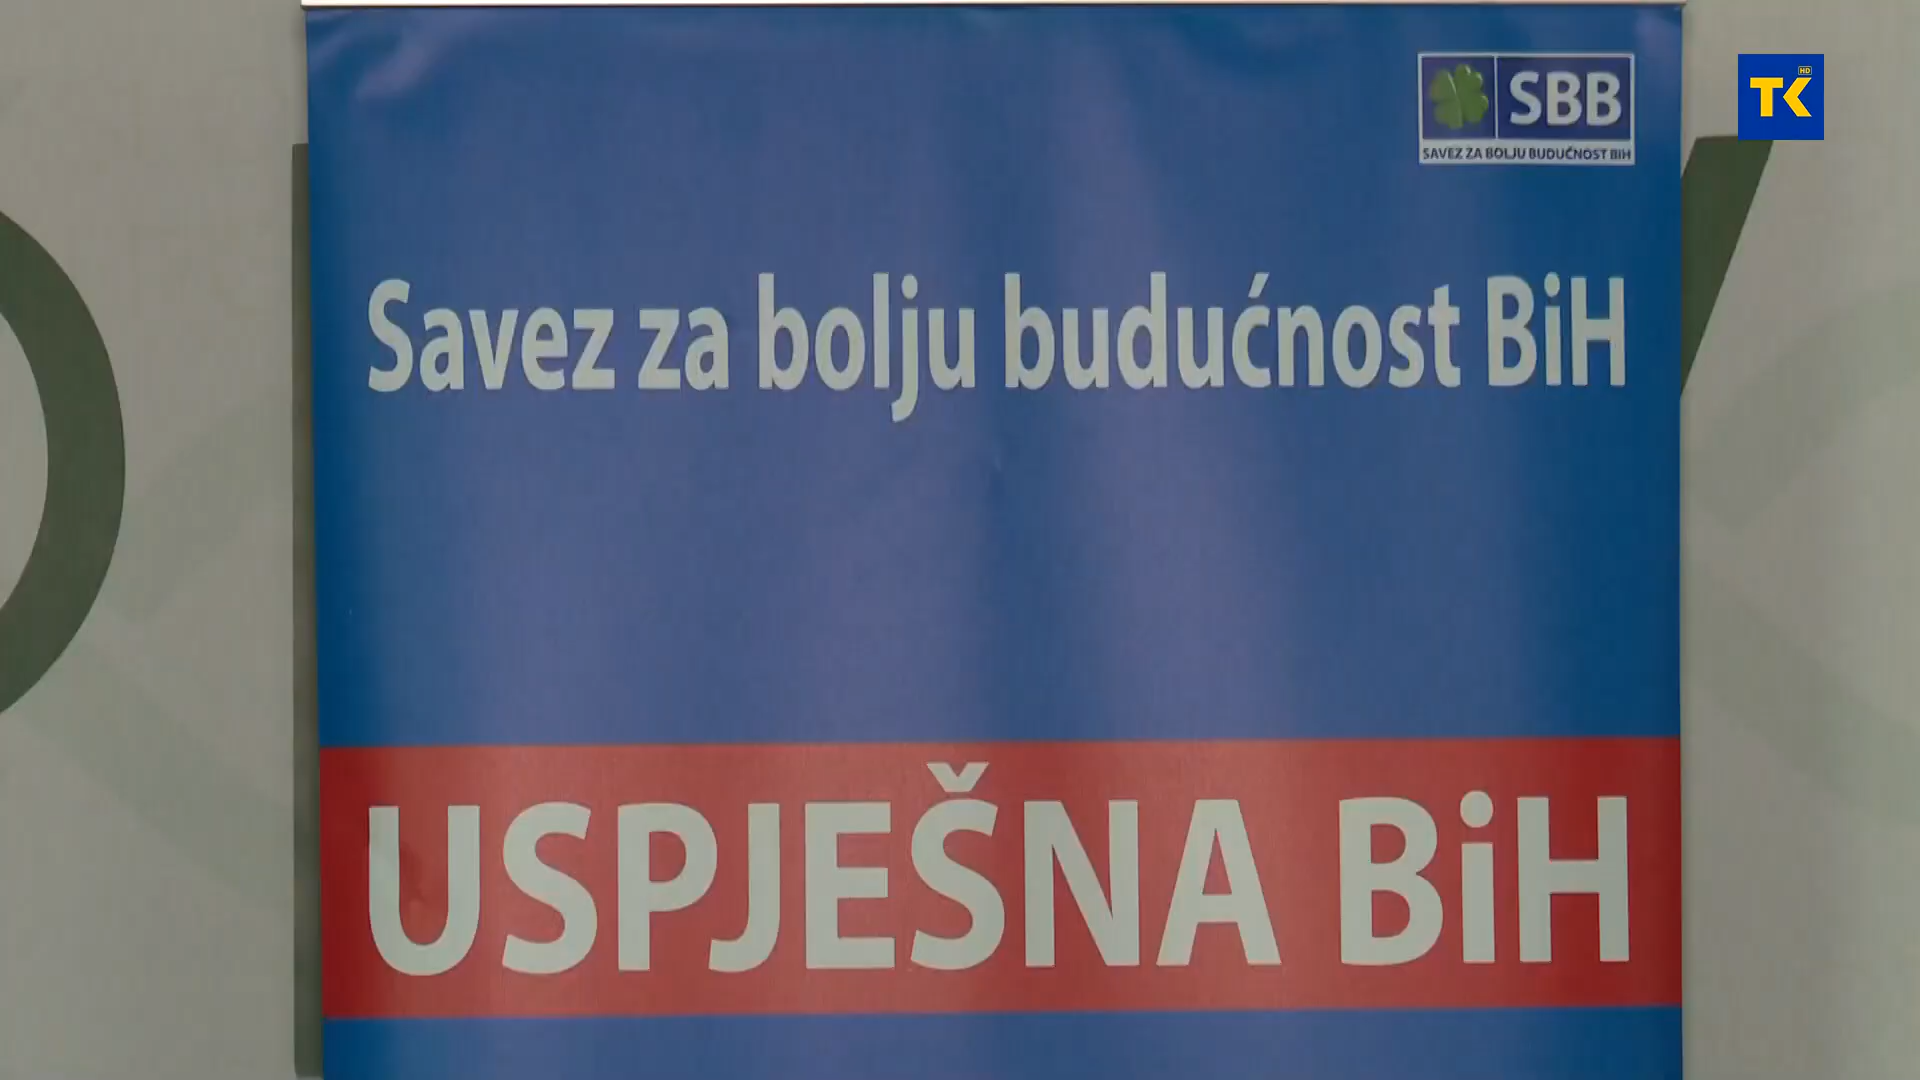 SBB
SAVEZ ZA BOLJU BUDUĆNOST BIH
TK HD
Savez za bolju budućnost BiH
USPJEŠNA BiH